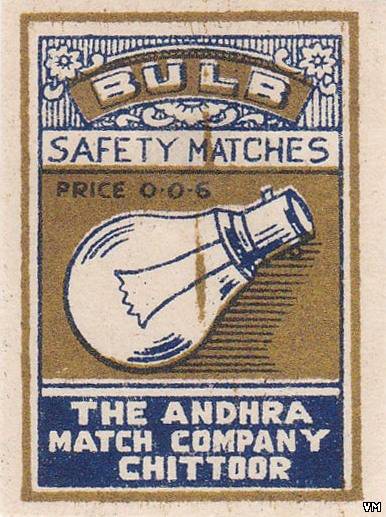 BULB
SAFETY MATCHES
PRICE 0-0-6
THE ANDHRA
MATCH COMPANY
CHITTOOR
VM